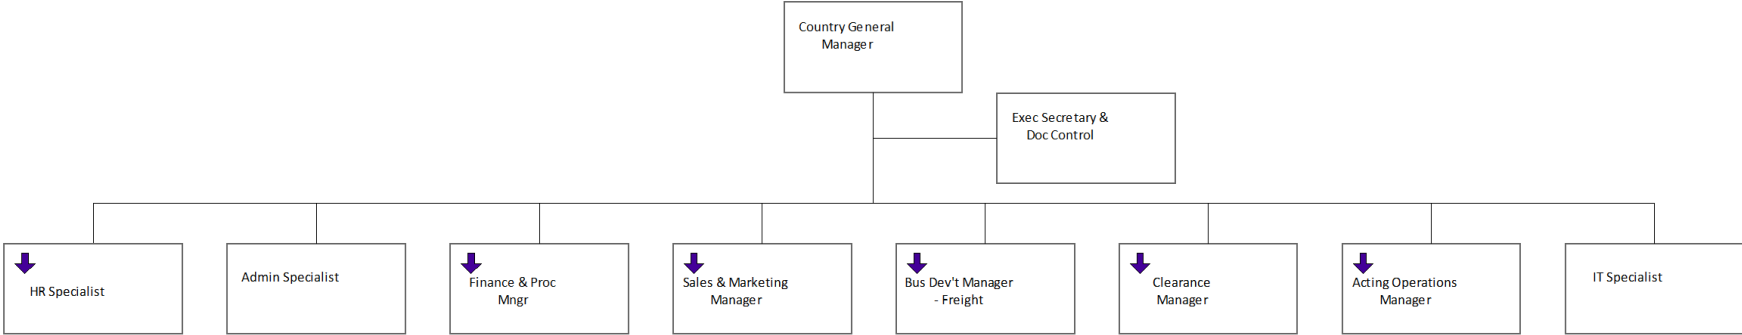 Country General
Manager
Exec Secretary &
Doc Control
HR Specialist
Admin Specialist
Finance & Proc
Mngr
Sales & Marketing
Manager
Bus Dev't Manager
- Freight
Clearance
Manager
Acting Operations
Manager
IT Specialist